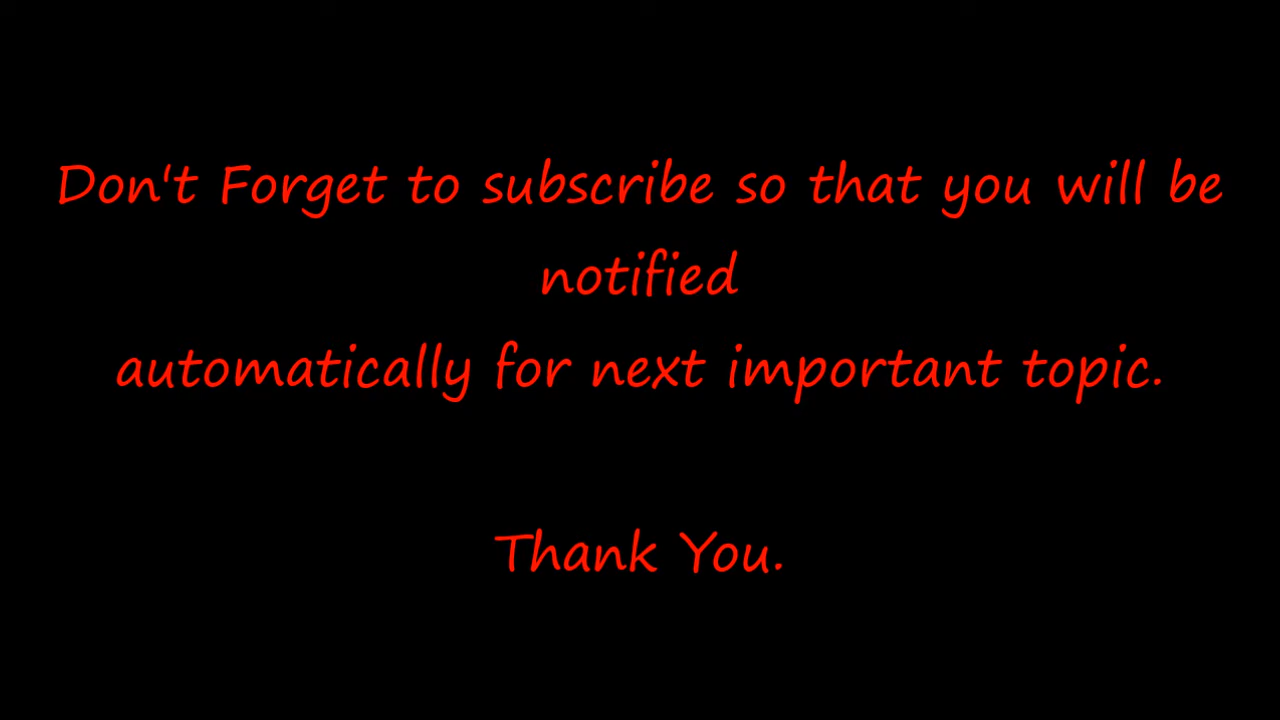 Don't Forget to subscribe so that you will be
notified
automatically for next important topic.
Thank You.